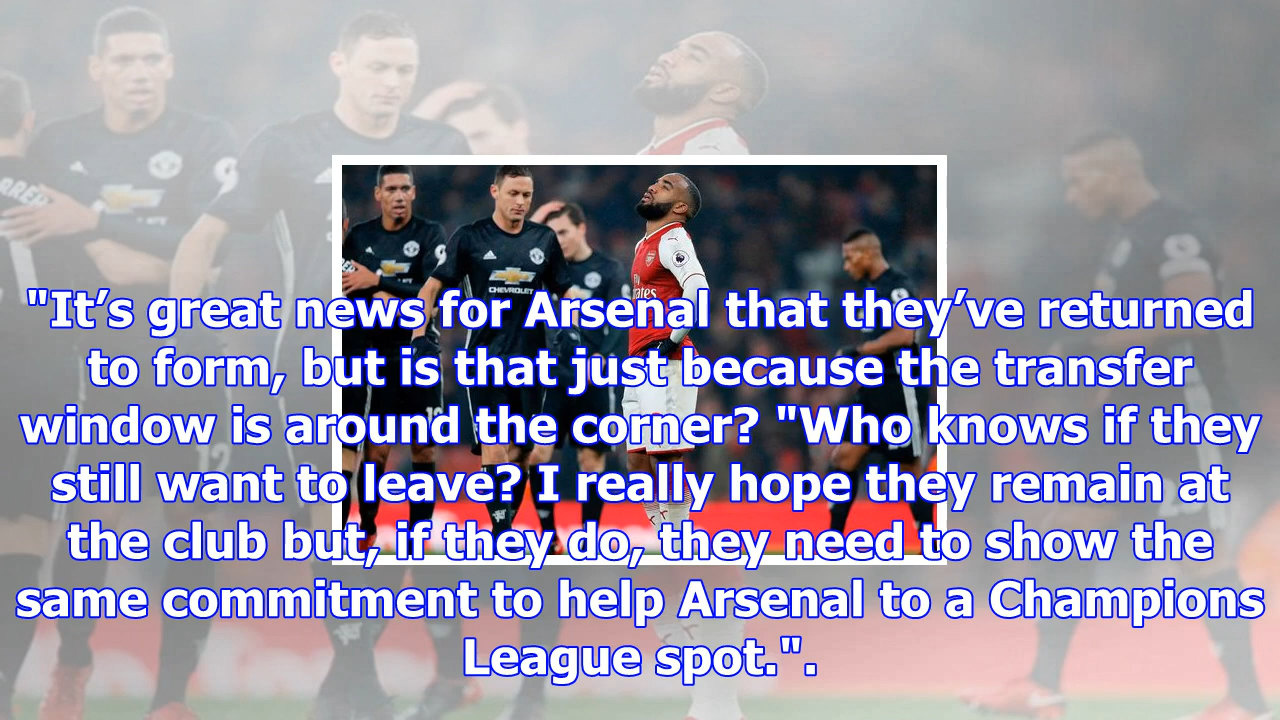 CHEVROLET
"It’s great news for Arsenal that they’ve returned
to form, but is that just because the transfer
window is around the corner? "Who knows if they
still want to leave? I really hope they remain at
the club but, if they do, they need to show the
same commitment to help Arsenal to a Champions
League spot.".